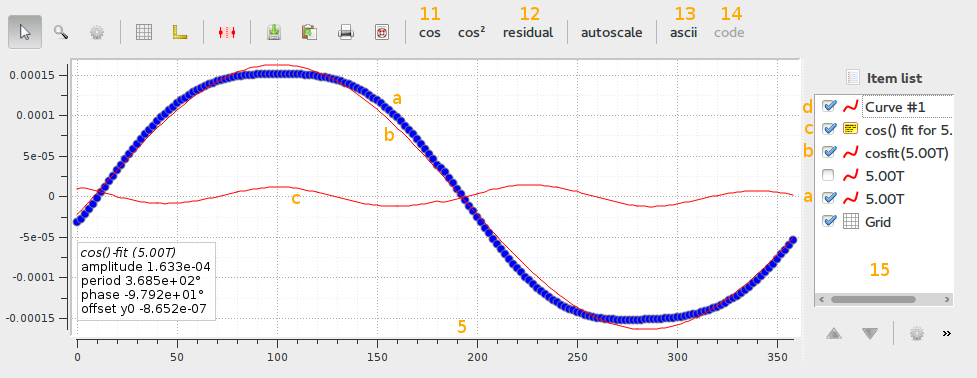 11 12 13 14
cos cos² residual autoscale ascii code
Item list
0.00015
0.0001
5e-05
0
-5e-05
-0.0001
-0.00015
a
b
c
cos()-fit (5.00T)
amplitude 1.633e-04
period 3.685e+02°
phase -9.792e+01°
offset y0 -8.652e-07
5
0 50 100 150 200 250 300 350
d Curve #1
c cos() fit for 5.
b cosfit(5.00T)
5.00T
a 5.00T
Grid
15
»